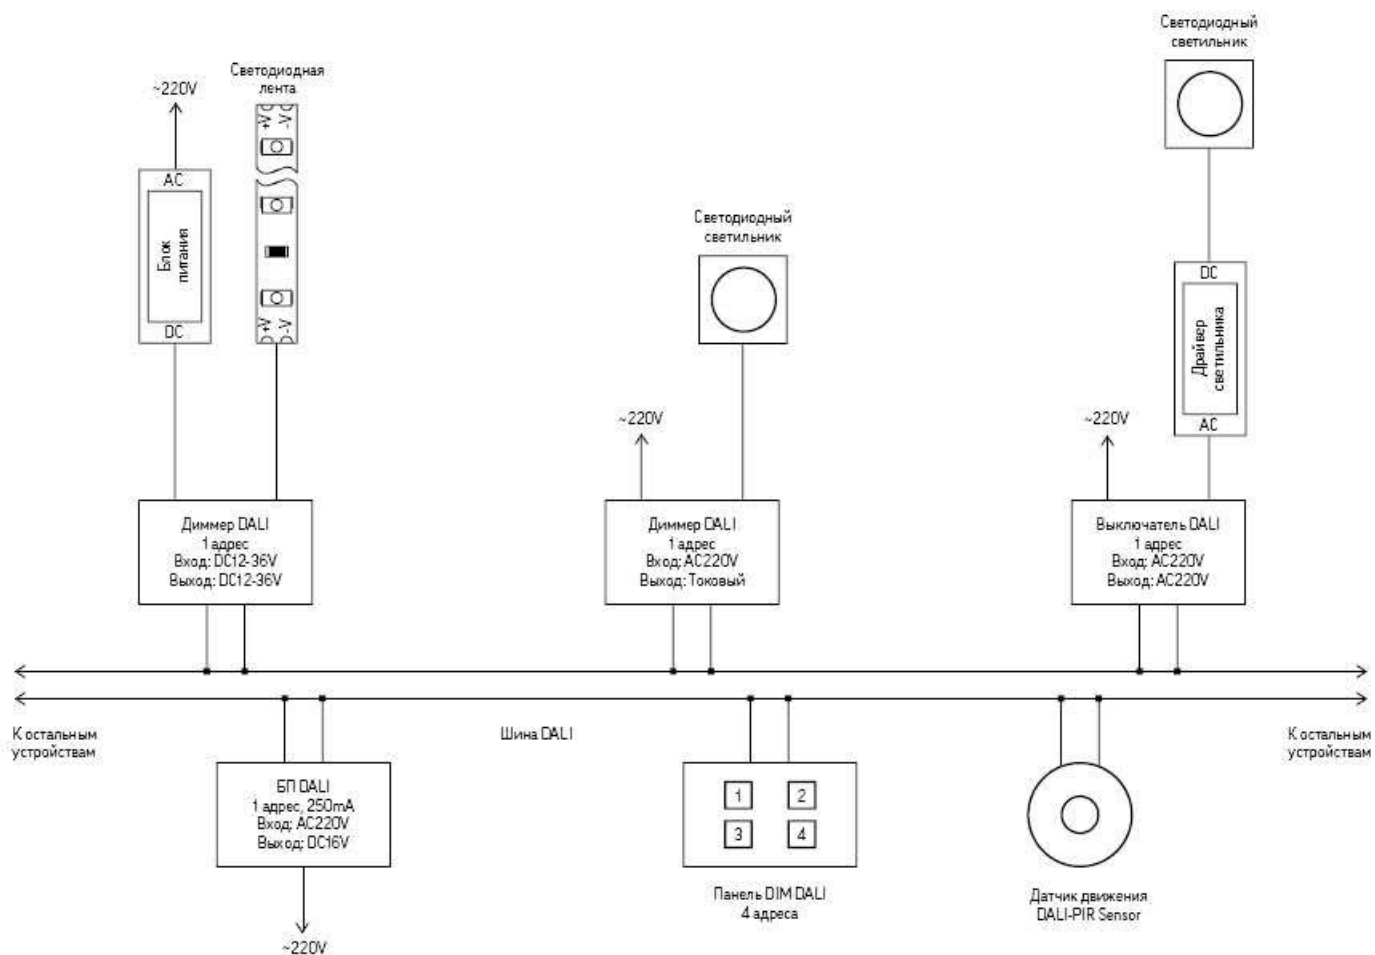 Светодиодный
светильник
Светодиодная
лента
~220V
+V -V
AC
Блок
питания
DC
+V -V
Светодиодный
светильник
DC
Драйвер
светильника
AC
~220V
~220V
Диммер DALI
1 адрес
Вход: DC12-36V
Выход: DC12-36V
Диммер DALI
1 адрес
Вход: AC220V
Выход: Токовый
Выключатель DALI
1 адрес
Вход: AC220V
Выход: AC220V
К остальным
устройствам
Шина DALI
К остальным
устройствам
БП DALI
1 адрес, 250mA
Вход: AC220V
Выход: DC16V
1 2
3 4
Панель DIM DALI
4 адреса
Датчик движения
DALI-PIR Sensor
~220V